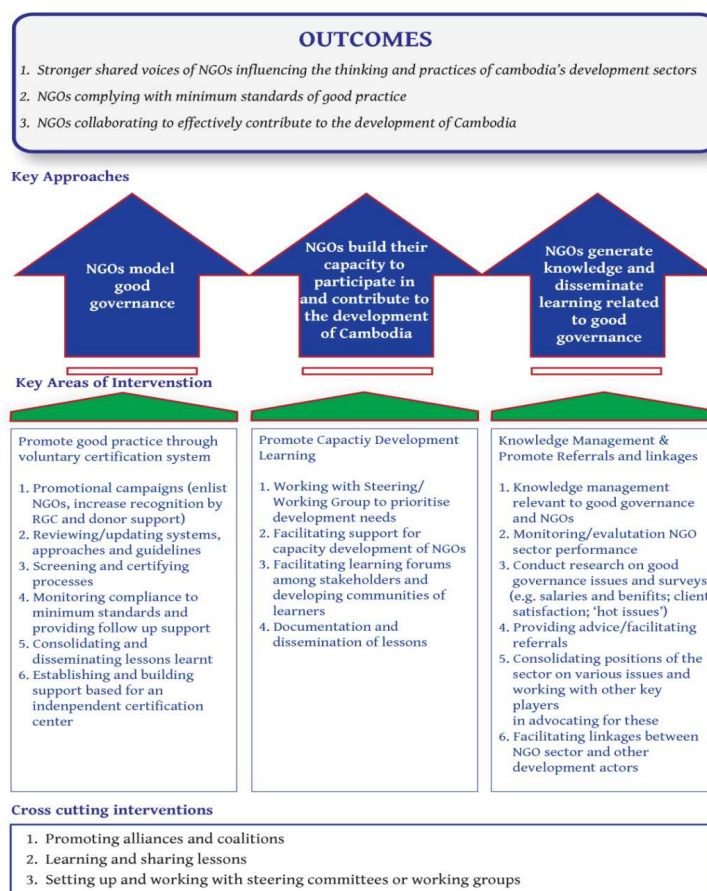 OUTCOMES
1. Stronger shared voices of NGOs influencing the thinking and practices of cambodia's development sectors
2. NGOs complying with minimum standards of good practice
3. NGOs collaborating to effectively contribute to the development of Cambodia
Key Approaches
NGOs model
good
governance
NGOs build their
capacity to
participate in
and contribute to
the development
of Cambodia
NGOs generate
knowledge and
disseminate
learning related
to good
governance
Key Areas of Intervenstion
Promote good practice through
voluntary certification system
1. Promotional campaigns (enlist
NGOs, increase recognition by
RGC and donor support)
2. Reviewing/updating systems,
approaches and guidelines
3. Screening and certifying
processes
4. Monitoring compliance to
minimum standards and
providing follow up support
5. Consolidating and
disseminating lessons learnt
6. Establishing and building
support based for an
indenpendent certification
center
Promote Capactiy Development
Learning
1. Working with Steering/
Working Group to prioritise
development needs
2. Facilitating support for
capacity development of NGOs
3. Facilitating learning forums
among stakeholders and
developing communities of
learners
4. Documentation and
dissemination of lessons
Knowledge Management &
Promote Referrals and linkages
1. Knowledge management
relevant to good governance
and NGOs
2. Monitoring/evalutation NGO
sector performance
3. Conduct research on good
governance issues and surveys
(e.g. salaries and benifits; client
satisfaction; 'hot issues')
4. Providing advice/facilitating
referrals
5. Consolidating positions of the
sector on various issues and
working with other key
players
in advocating for these
6. Facilitating linkages between
NGO sector and other
development actors
Cross cutting interventions
1. Promoting alliances and coalitions
2. Learning and sharing lessons
3. Setting up and working with steering committees or working groups